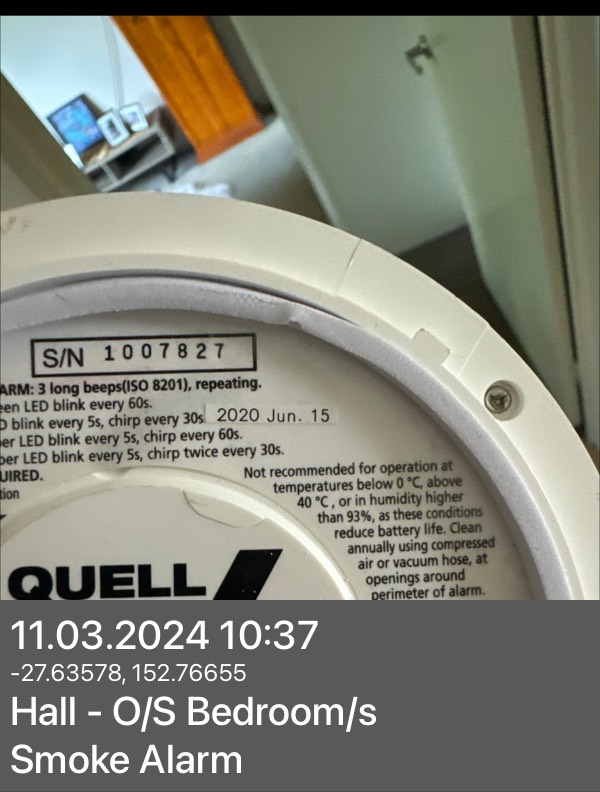 S/N 1007827
ARM: 3 long beeps(ISO 8201), repeating.
een LED blink every 60s.
D blink every 5s, chirp every 30s 2020 Jun. 15
er LED blink every 5s, chirp every 60s.
ber LED blink every 5s, chirp twice every 30s.
UIRED.
tion
Not recommended for operation at
temperatures below 0 °C, above
40 °C, or in humidity higher
than 93%, as these conditions
reduce battery life. Clean
annually using compressed
air or vacuum hose, at
openings around
perimeter of alarm.
QUELL
11.03.2024 10:37
-27.63578, 152.76655
Hall - O/S Bedroom/s
Smoke Alarm